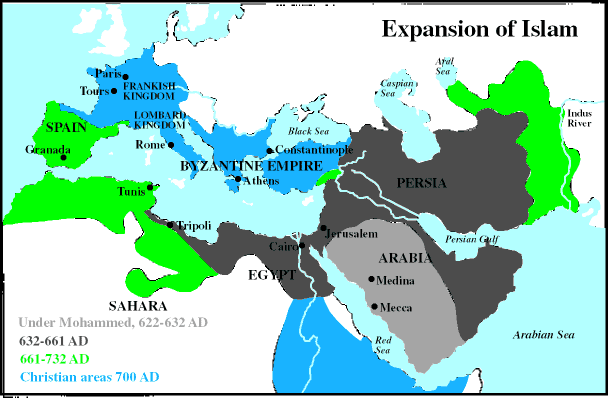 Expansion of Islam
Aral
Sea
Caspian
Sea
Paris
FRANKISH
Tours
KINGDOM
Indus
River
LOMBARD
KINGDOM
SPAIN
Black Sea
Granada
Rome
Constantinople
BYZANTINE EMPIRE
Athens
PERSIA
Tunis
Tripoli
Jerusalem
Persian Gulf
Cairo
ARABIA
EGYPT
Medina
Mecca
SAHARA
Under Mohammed, 622-632 AD
Red
Sea
Arabian Sea
632-661 AD
661-732 AD
Christian areas 700 AD